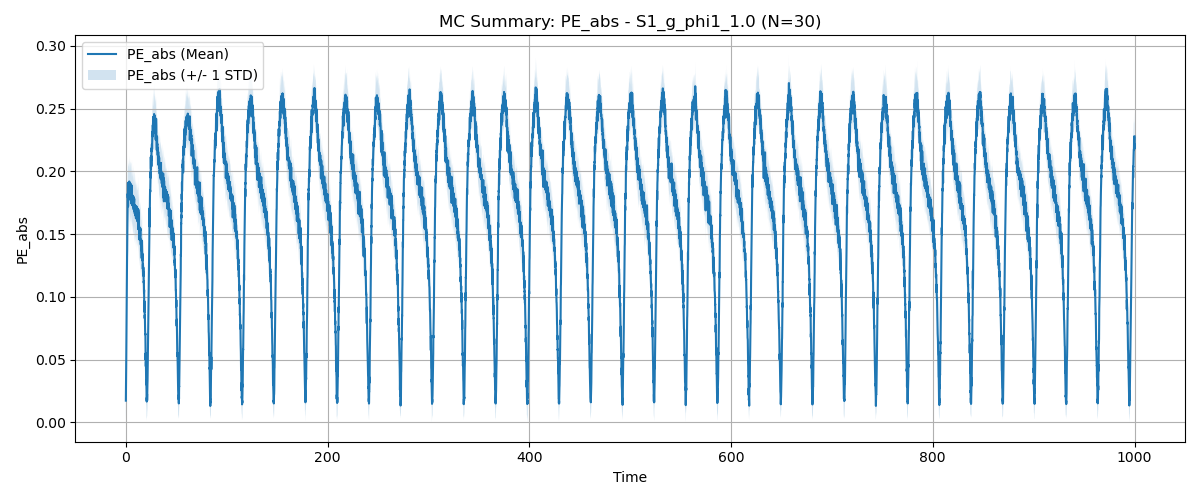 MC Summary: PE_abs - S1_g_phi1_1.0 (N=30)
PE_abs (Mean)
PE_abs (+/- 1 STD)
0.30
0.25
0.20
0.15
0.10
0.05
0.00
PE_abs
0 200 400 600 800 1000
Time